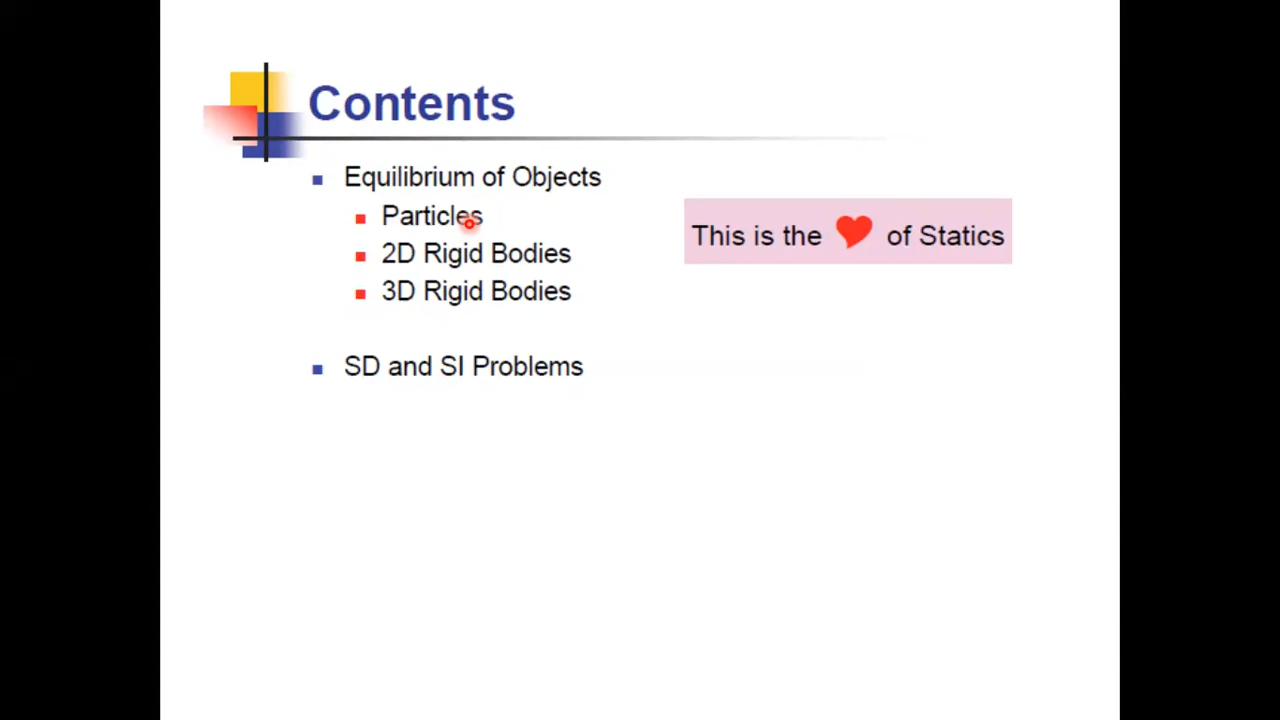 Contents
Equilibrium of Objects
Particles
2D Rigid Bodies
3D Rigid Bodies
This is the of Statics
SD and SI Problems